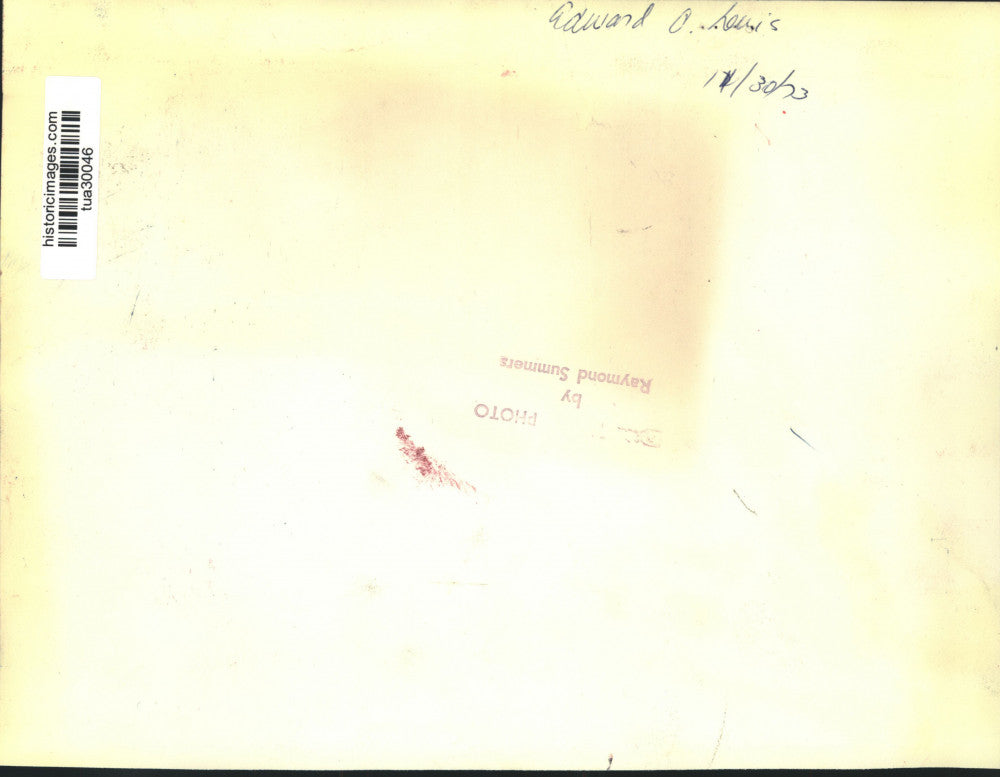 Edward O. Lewis
11/30/73
historicimages.com
tua30046
PHOTO
by
Raymond Summers